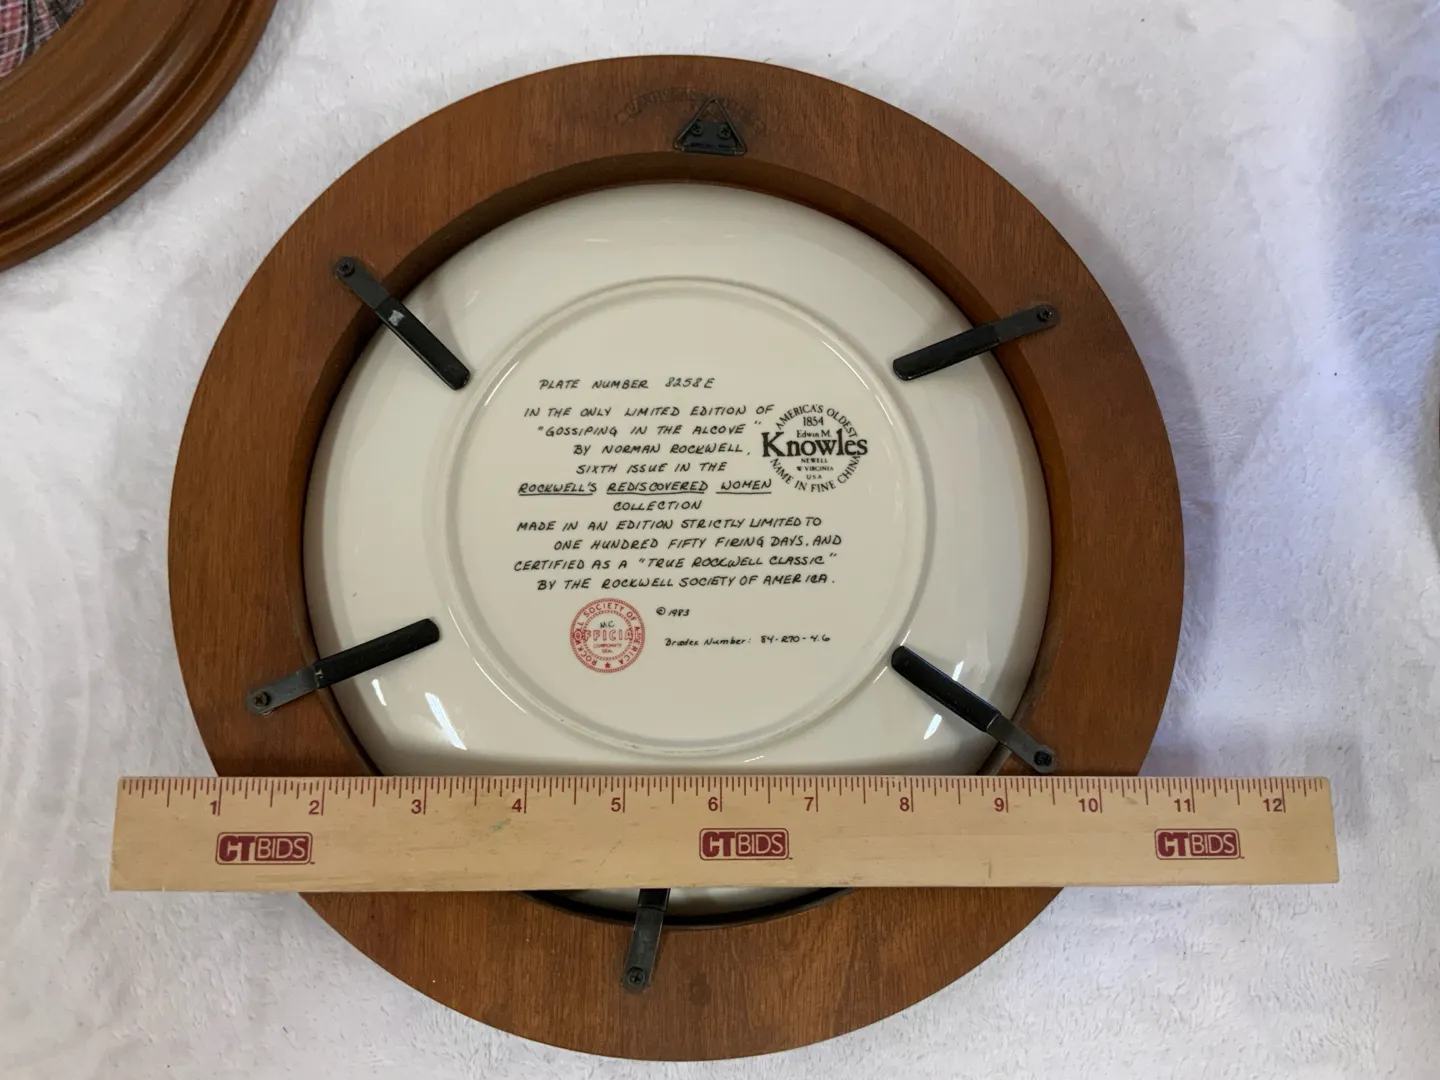 PLATE NUMBER 8258E
IN THE ONLY LIMITED EDITION OF
"GOSSIPING IN THE ALCOVE"
BY NORMAN ROCKWELL,
SIXTH ISSUE IN THE
ROCKWELL'S REDISCOVERED WOMEN
COLLECTION
MADE IN AN EDITION STRICTLY LIMITED TO
ONE HUNDRED FIFTY FIRING DAYS, AND
CERTIFIED AS A "TRUE ROCKWELL CLASSIC"
BY THE ROCKWELL SOCIETY OF AMERICA.
AMERICA'S OLDEST
1854
Edwin M.
Knowles
NEWELL
W VIRGINIA
USA
NAME IN FINE CHINA
ROCKWELL SOCIETY OF AMERICA
OFFICIAL
SEAL
© 1983
Bradex Number: 84-R70-4.6
1 2 3 4 5 6 7 8 9 10 11 12
CTBIDS CTBIDS CTBIDS